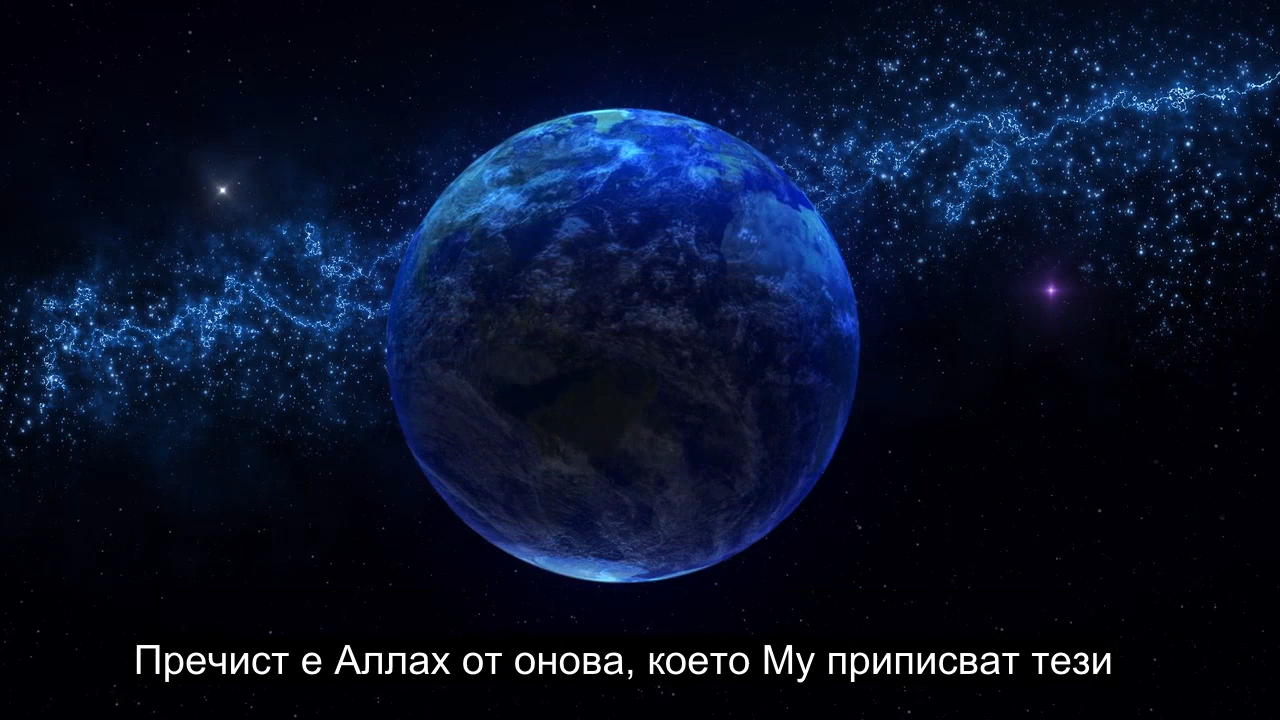 Пречист е Аллах от онова, което Му приписват тези